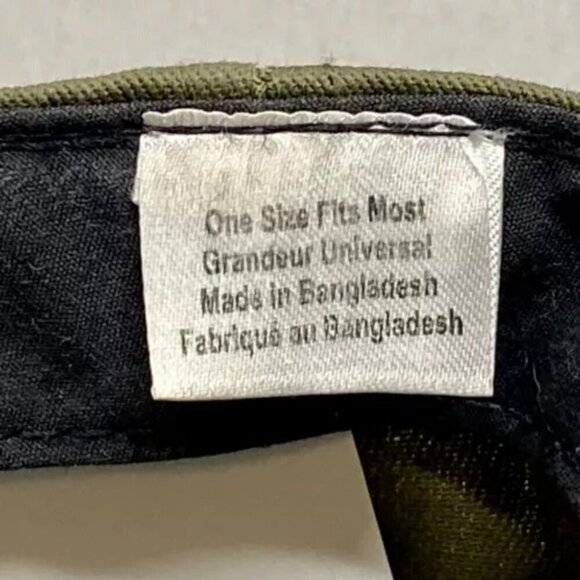 One Size Fits Most
Grandeur Universal
Made in Bangladesh
Fabriqué au Bangladesh